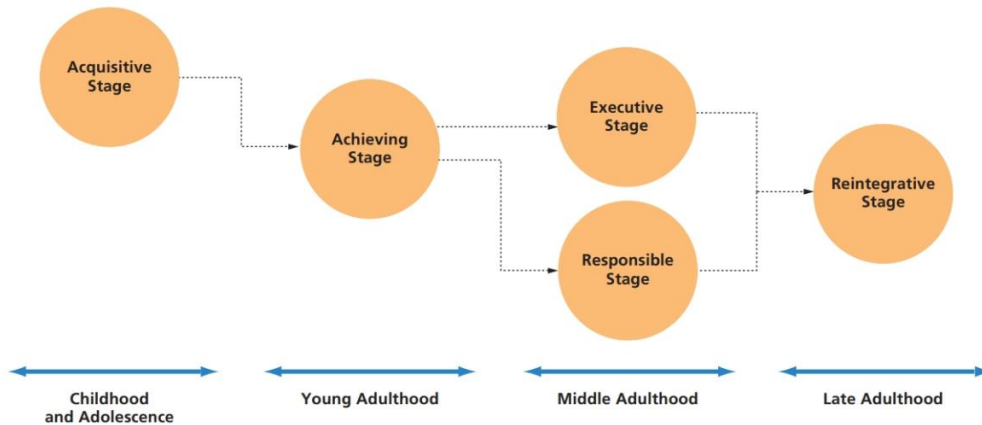 Acquisitive
Stage
Achieving
Stage
Executive
Stage
Responsible
Stage
Reintegrative
Stage
Childhood
and Adolescence
Young Adulthood
Middle Adulthood
Late Adulthood